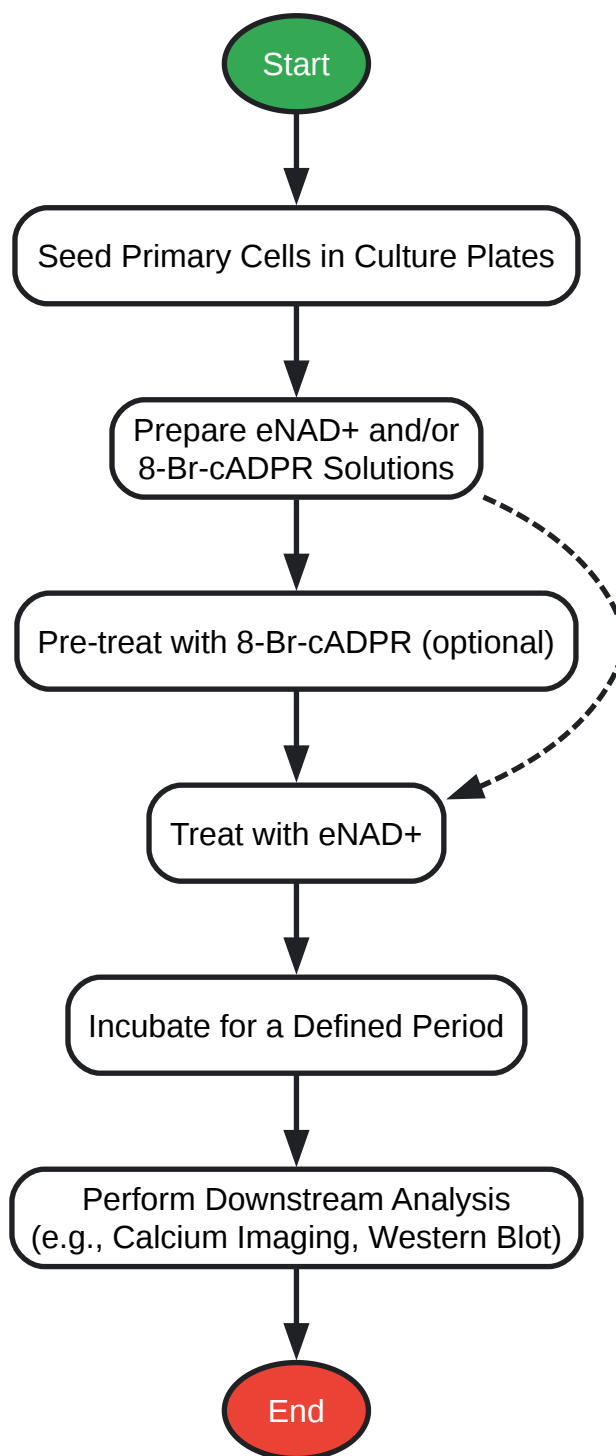 Start
Seed Primary Cells in Culture Plates
Prepare eNAD+ and/or
8-Br-cADPR Solutions
Pre-treat with 8-Br-cADPR (optional)
Treat with eNAD+
Incubate for a Defined Period
Perform Downstream Analysis
(e.g., Calcium Imaging, Western Blot)
End